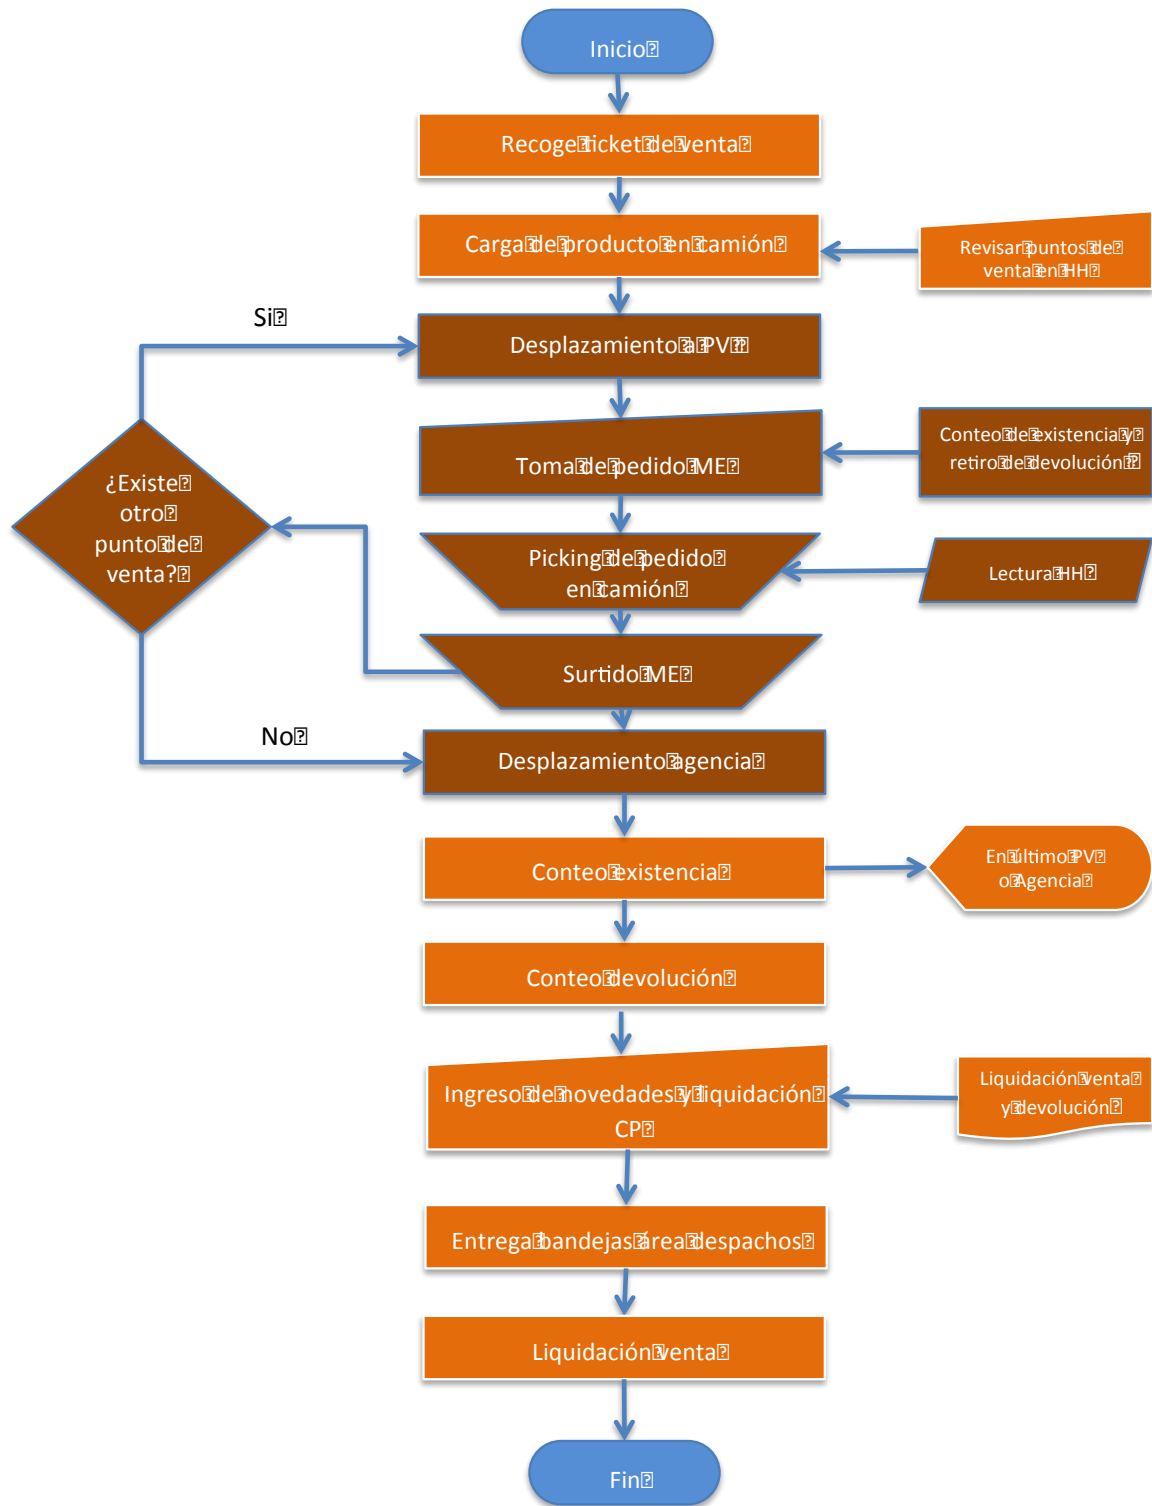 Inicio
Recoge ticket de venta
Carga de producto en camión
Revisar puntos de
venta en HH
Si
Desplazamiento a PV
Toma de pedido ME
Conteo de existencia y
retiro de devolución
¿Existe
otro
punto de
venta?
Picking de pedido
en camión
Lectura HH
Surtido ME
No
Desplazamiento agencia
Conteo existencia
En último PV
o Agencia
Conteo devolución
Ingreso de novedades y liquidación
CP
Liquidación venta
y devolución
Entrega bandejas área despachos
Liquidación venta
Fin